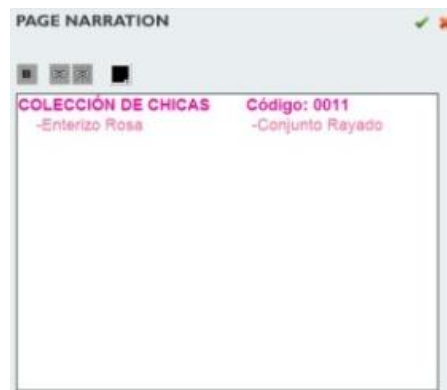 PAGE NARRATION
COLECCIÓN DE CHICAS Código: 0011
-Enterizo Rosa -Conjunto Rayado